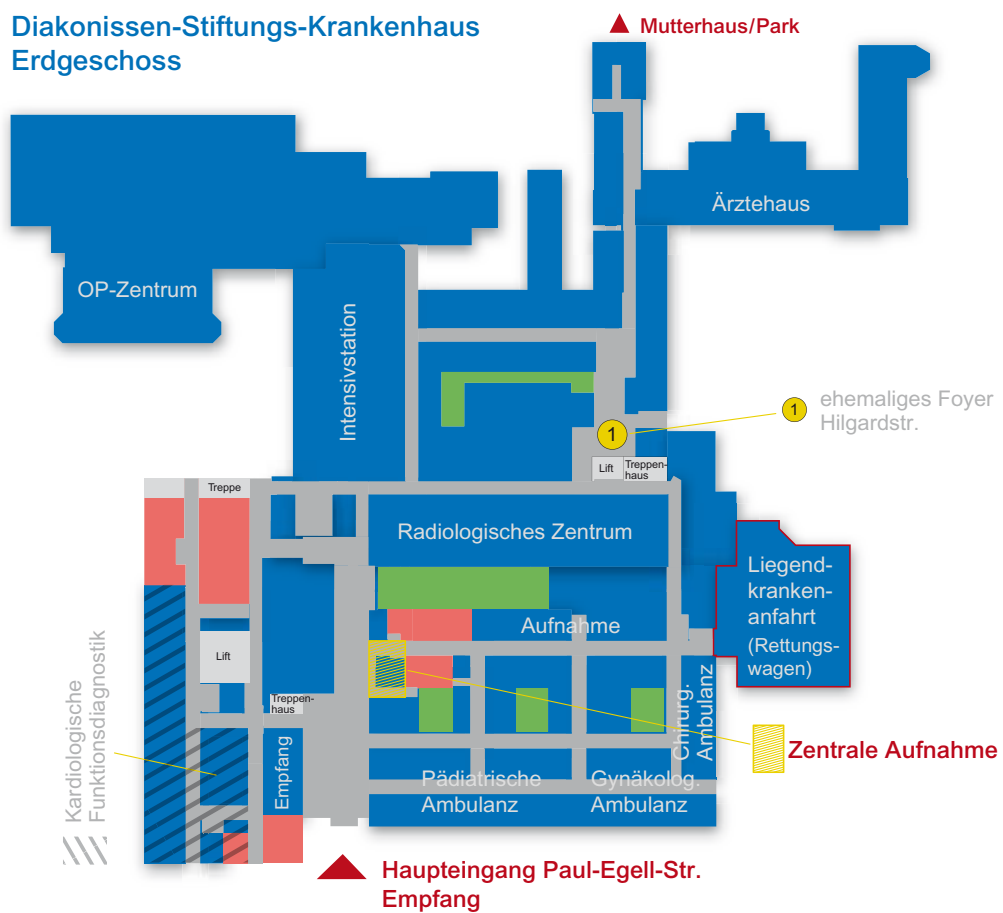 Diakonissen-Stiftungs-Krankenhaus
Erdgeschoss
Mutterhaus/Park
Ärztehaus
OP-Zentrum
Intensivstation
1
ehemaliges Foyer
Hilgardstr.
1
Lift
Treppen-
haus
Treppe
Radiologisches Zentrum
Liegend-
kranken-
anfahrt
(Rettungs-
wagen)
Aufnahme
Lift
Treppen-
haus
Kardiologische
Funktionsdiagnostik
Empfang
Chirurg.
Ambulanz
Zentrale Aufnahme
Pädiatrische
Ambulanz
Gynäkolog.
Ambulanz
Haupteingang Paul-Egell-Str.
Empfang